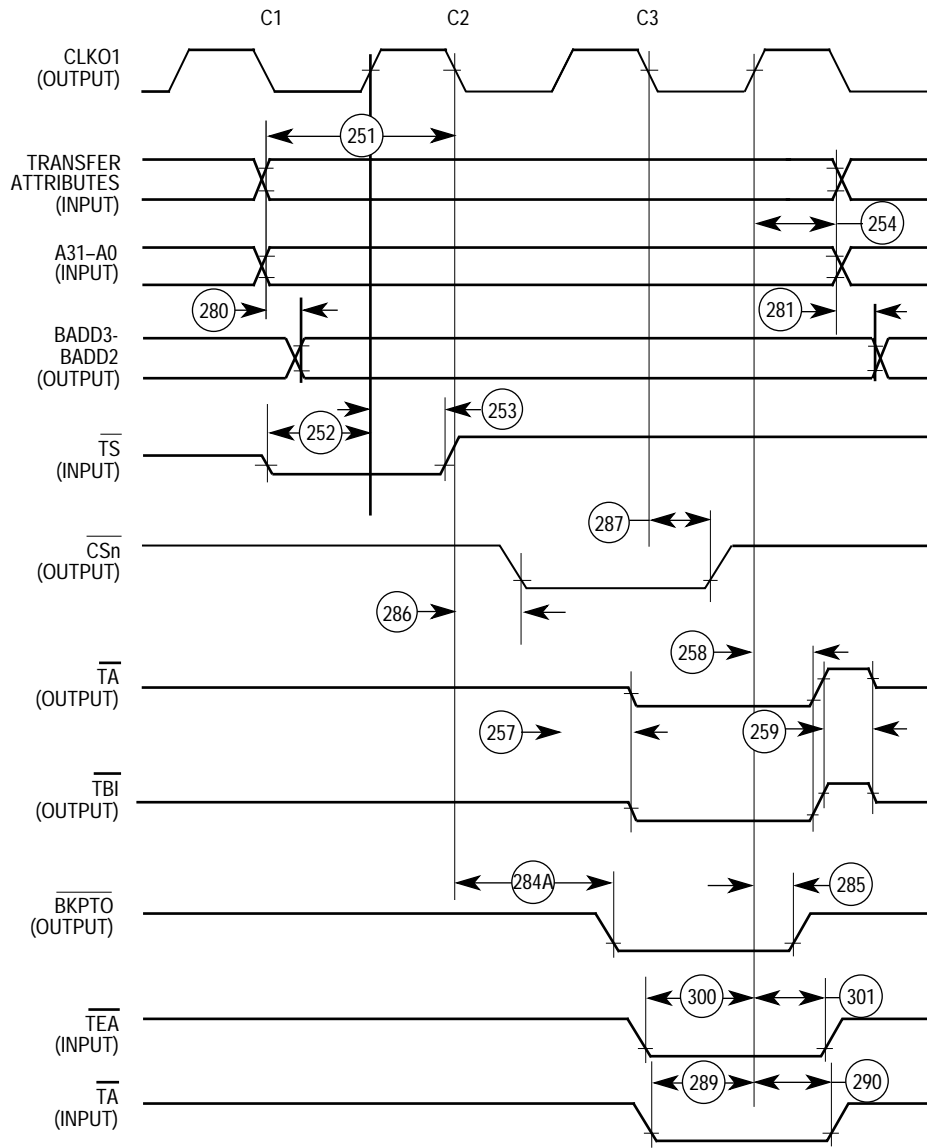 C1 C2 C3
CLKO1
(OUTPUT)
251
TRANSFER
ATTRIBUTES
(INPUT)
254
A31–A0
(INPUT)
280 281
BADD3-
BADD2
(OUTPUT)
253
252
TS
(INPUT)
287
CSn
(OUTPUT)
286
258
TA
(OUTPUT)
257 259
TBI
(OUTPUT)
284A 285
BKPTO
(OUTPUT)
300 301
TEA
(INPUT)
289 290
TA
(INPUT)